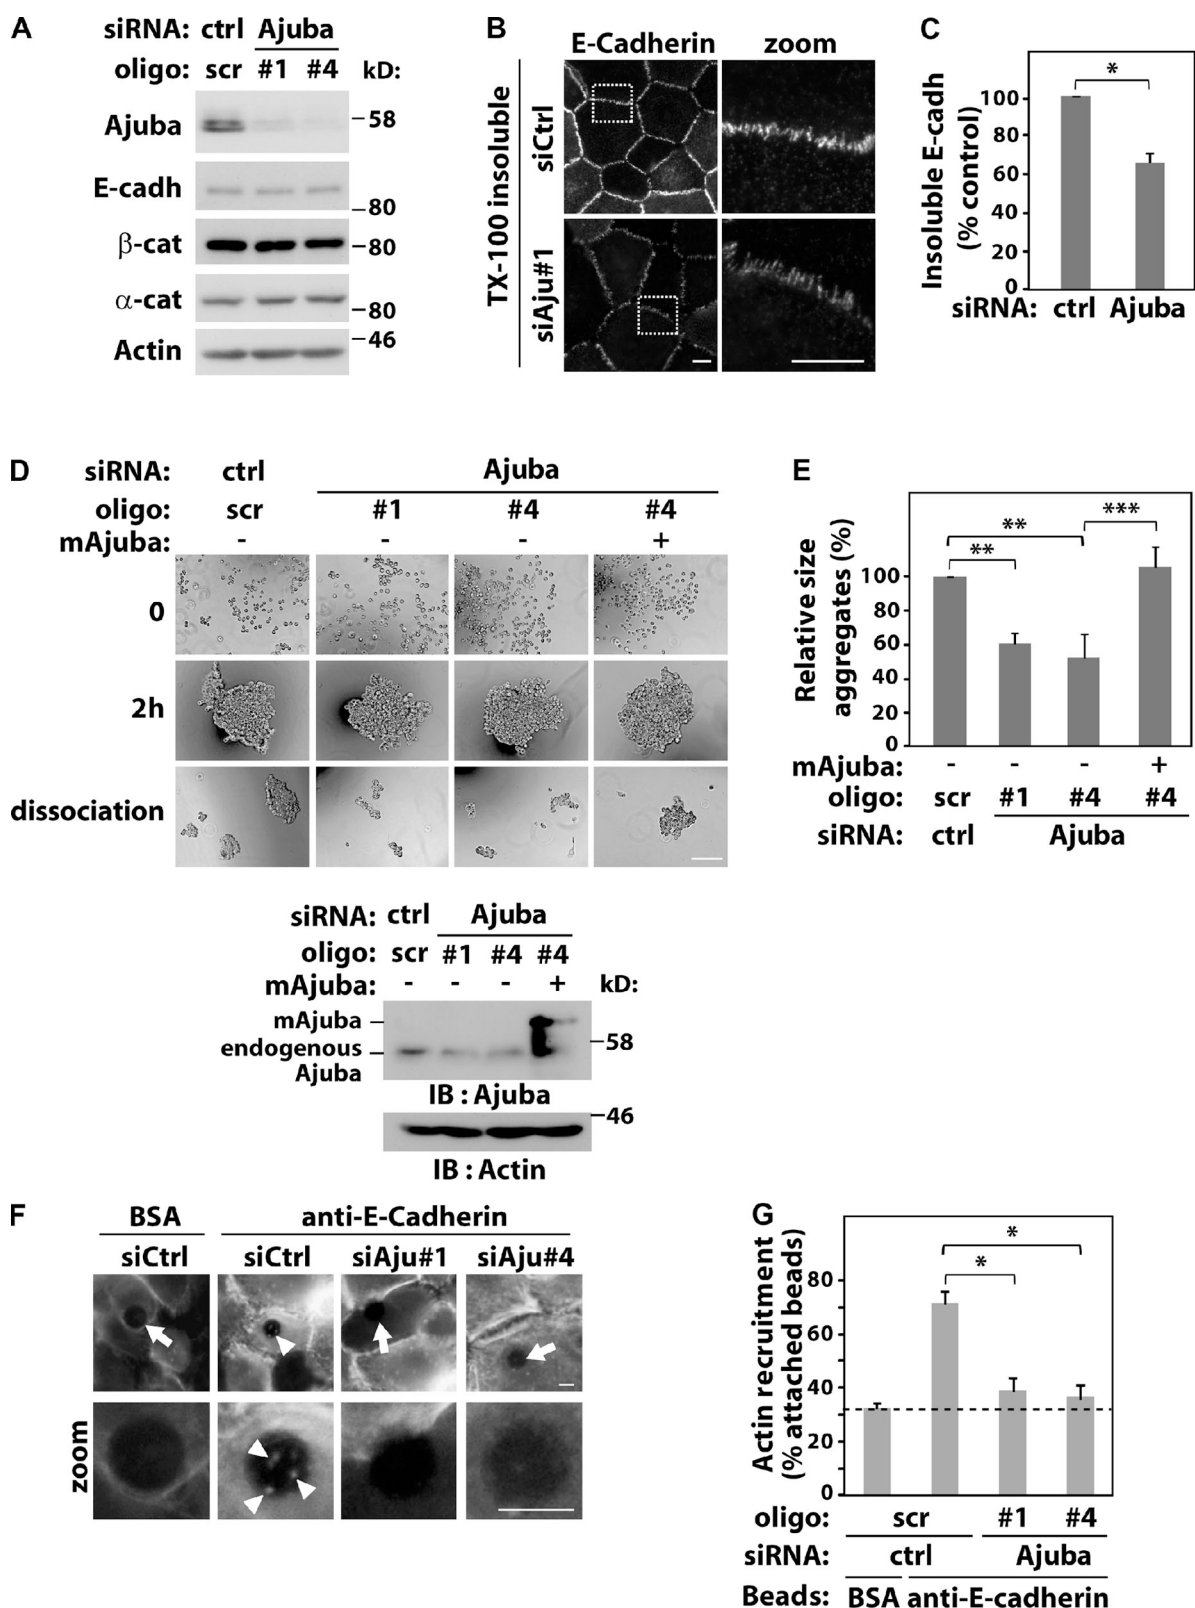 A
siRNA: ctrl Ajuba
oligo: scr #1 #4 kD:
Ajuba
58
E-cadh
80
β-cat
80
α-cat
80
Actin
46
B
E-Cadherin zoom
TX-100 insoluble
siCtrl
siAju#1
C
Insoluble E-cadh
(% control)
100
80
60
40
20
0
*
siRNA: ctrl Ajuba
D
siRNA: ctrl Ajuba
oligo: scr #1 #4 #4
mAjuba: - - - +
0
2h
dissociation
siRNA: ctrl Ajuba
oligo: scr #1 #4 #4
mAjuba: - - - + kD:
mAjuba
endogenous
Ajuba
58
IB : Ajuba
46
IB : Actin
E
Relative size
aggregates (%)
100
80
60
40
20
0
** ** ***
mAjuba: - - - +
oligo: scr #1 #4 #4
siRNA: ctrl Ajuba
F
BSA anti-E-Cadherin
siCtrl siCtrl siAju#1 siAju#4
zoom
G
Actin recruitment
(% attached beads)
80
60
40
20
0
* *
oligo: scr #1 #4
siRNA: ctrl Ajuba
Beads: BSA anti-E-cadherin